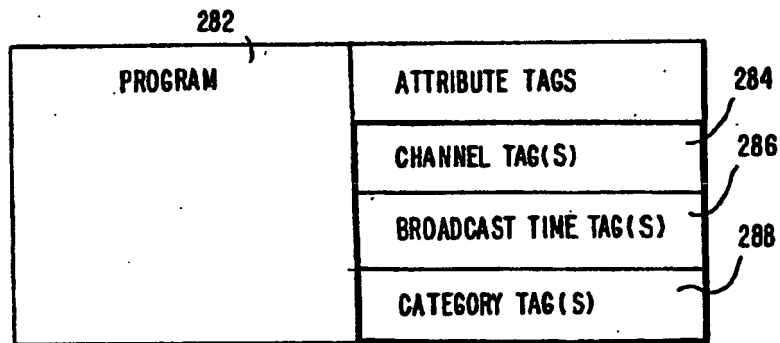 282
PROGRAM
ATTRIBUTE TAGS
284
CHANNEL TAG(S)
286
BROADCAST TIME TAG(S)
288
CATEGORY TAG(S)